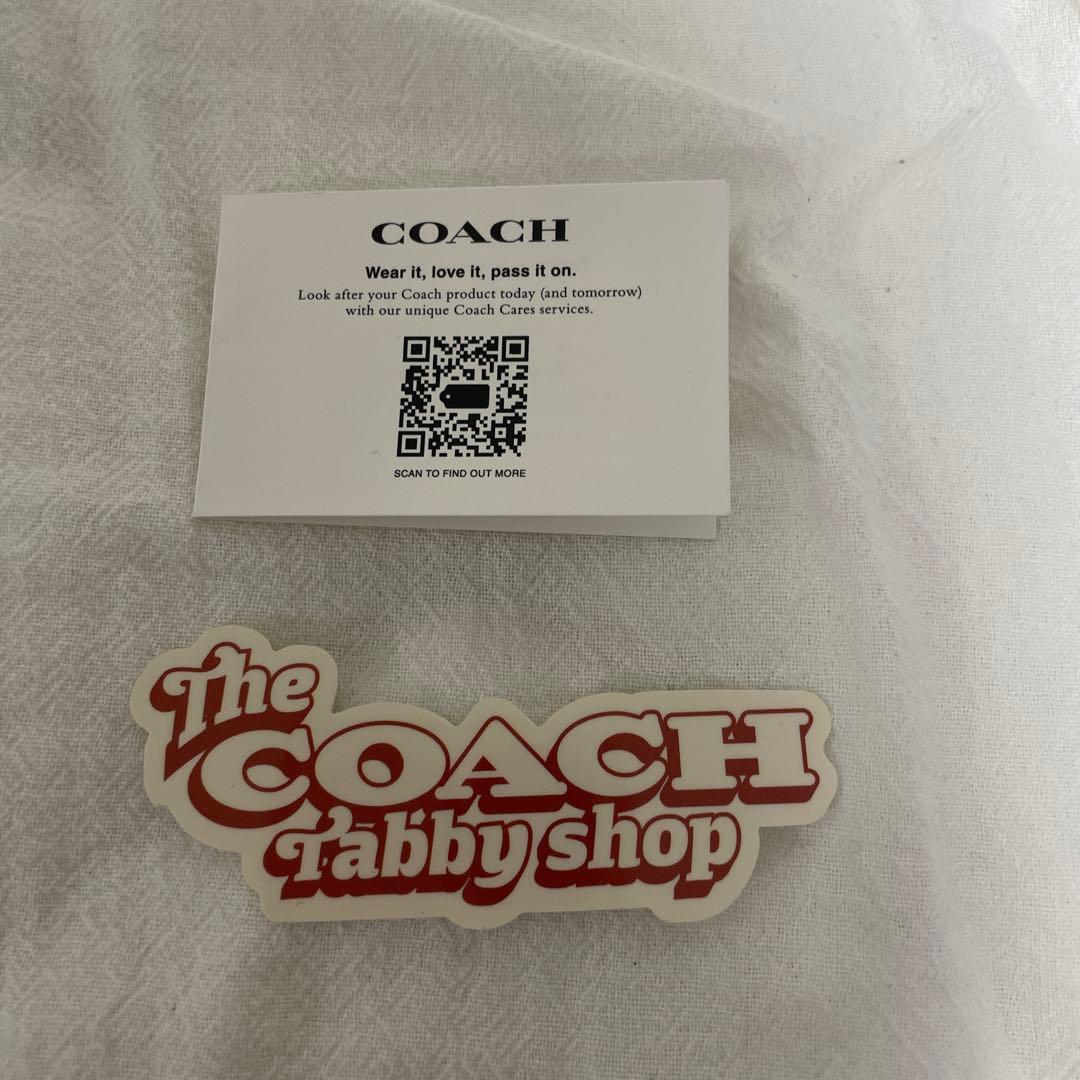 COACH
Wear it, love it, pass it on.
Look after your Coach product today (and tomorrow)
with our unique Coach Cares services.
SCAN TO FIND OUT MORE
The
COACH
Tabby shop